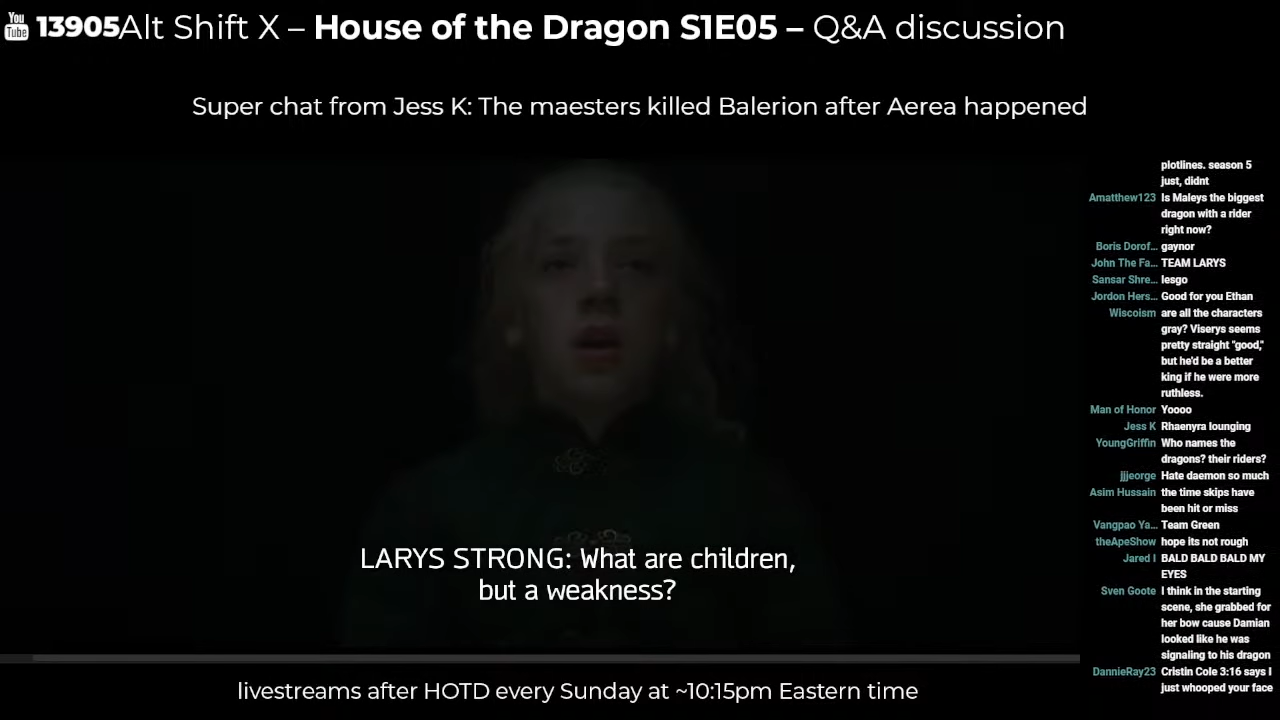 You Tube 13905 Alt Shift X – House of the Dragon S1E05 – Q&A discussion
Super chat from Jess K: The maesters killed Balerion after Aerea happened
plotlines. season 5
just, didnt
Amatthew123 Is Maleys the biggest
dragon with a rider
right now?
Boris Dorof… gaynor
John The Fa… TEAM LARYS
Sansar Shre… lesgo
Jordon Hers… Good for you Ethan
Wiscoism are all the characters
gray? Viserys seems
pretty straight "good,"
but he'd be a better
king if he were more
ruthless.
Man of Honor Yoooo
Jess K Rhaenyra lounging
YoungGriffin Who names the
dragons? their riders?
jjjeorge Hate daemon so much
Asim Hussain the time skips have
been hit or miss
Vangpao Ya… Team Green
theApeShow hope its not rough
Jared I BALD BALD BALD MY
EYES
Sven Goote I think in the starting
scene, she grabbed for
her bow cause Damian
looked like he was
signaling to his dragon
DannieRay23 Cristin Cole 3:16 says I
just whooped your face
LARYS STRONG: What are children,
but a weakness?
livestreams after HOTD every Sunday at ~10:15pm Eastern time